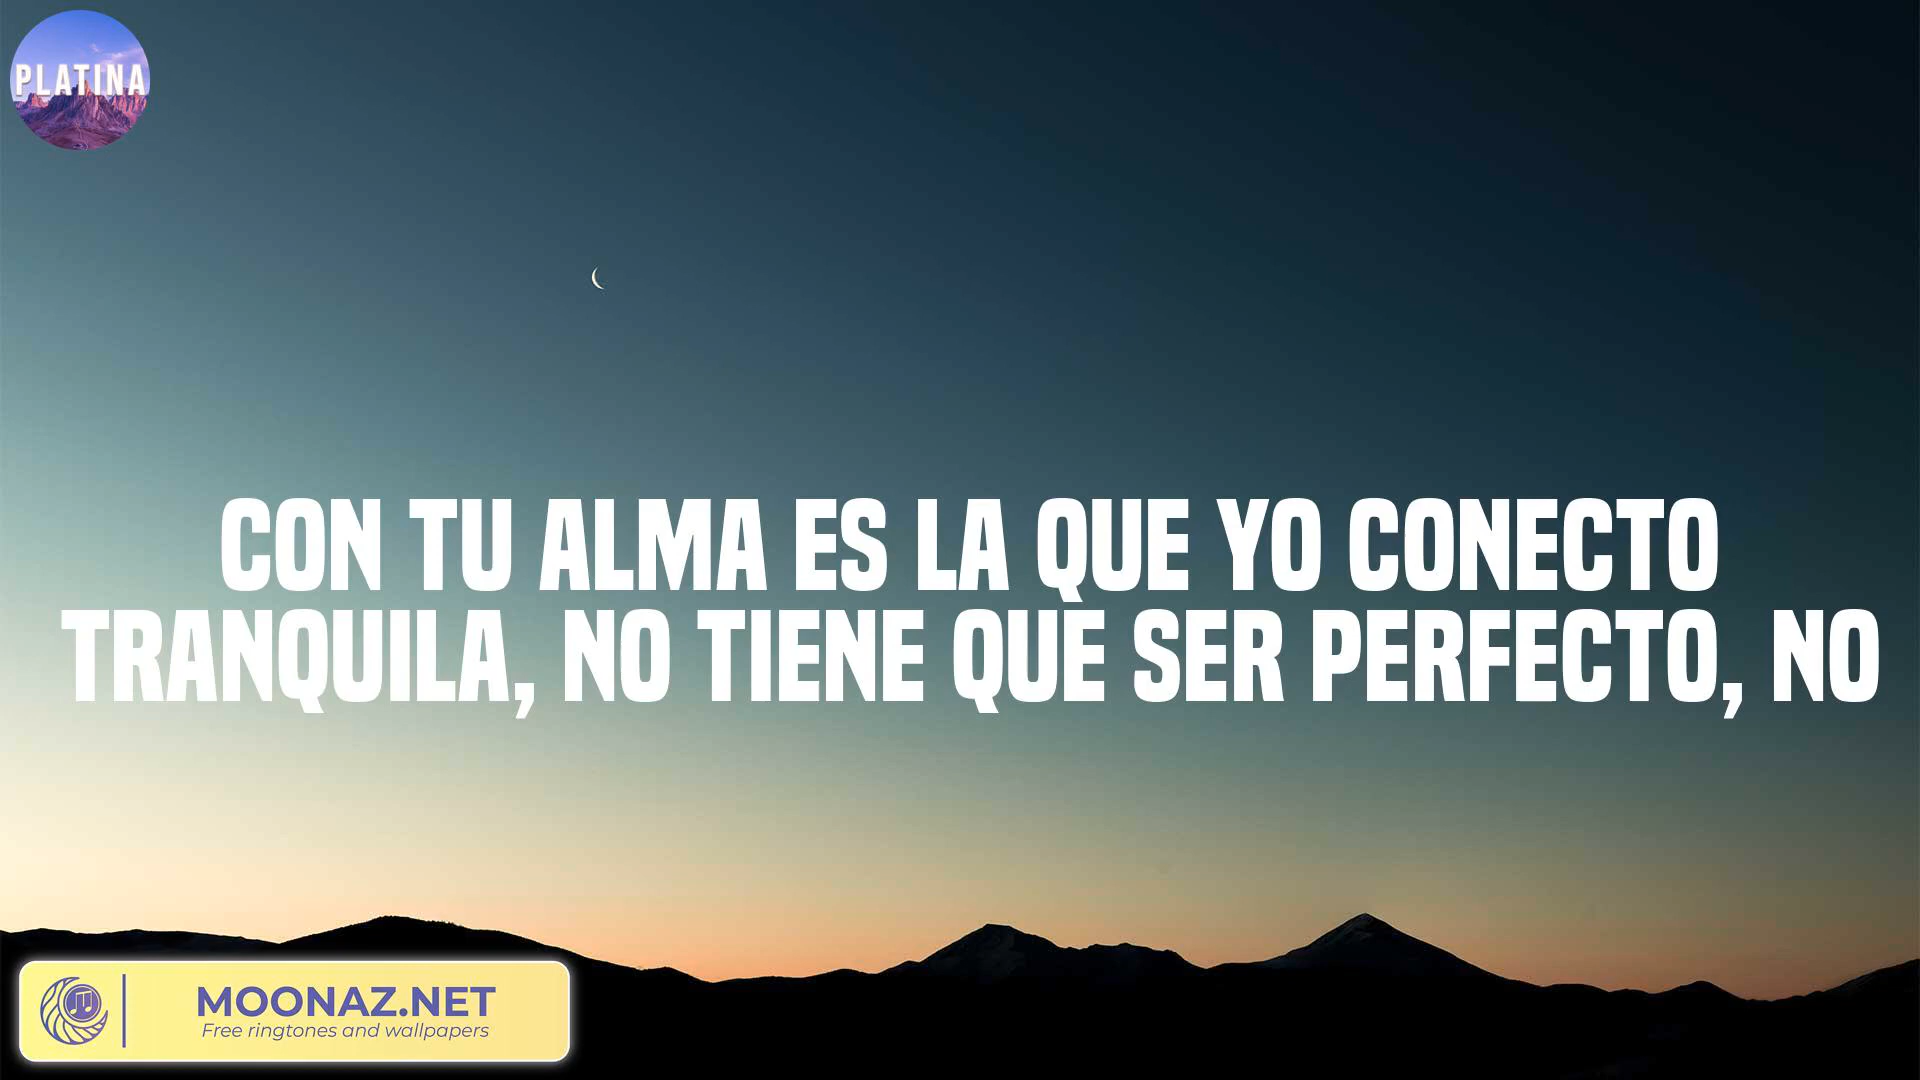 PLATINA
CON TU ALMA ES LA QUE YO CONECTO
TRANQUILA, NO TIENE QUE SER PERFECTO, NO
MOONAZ.NET
Free ringtones and wallpapers